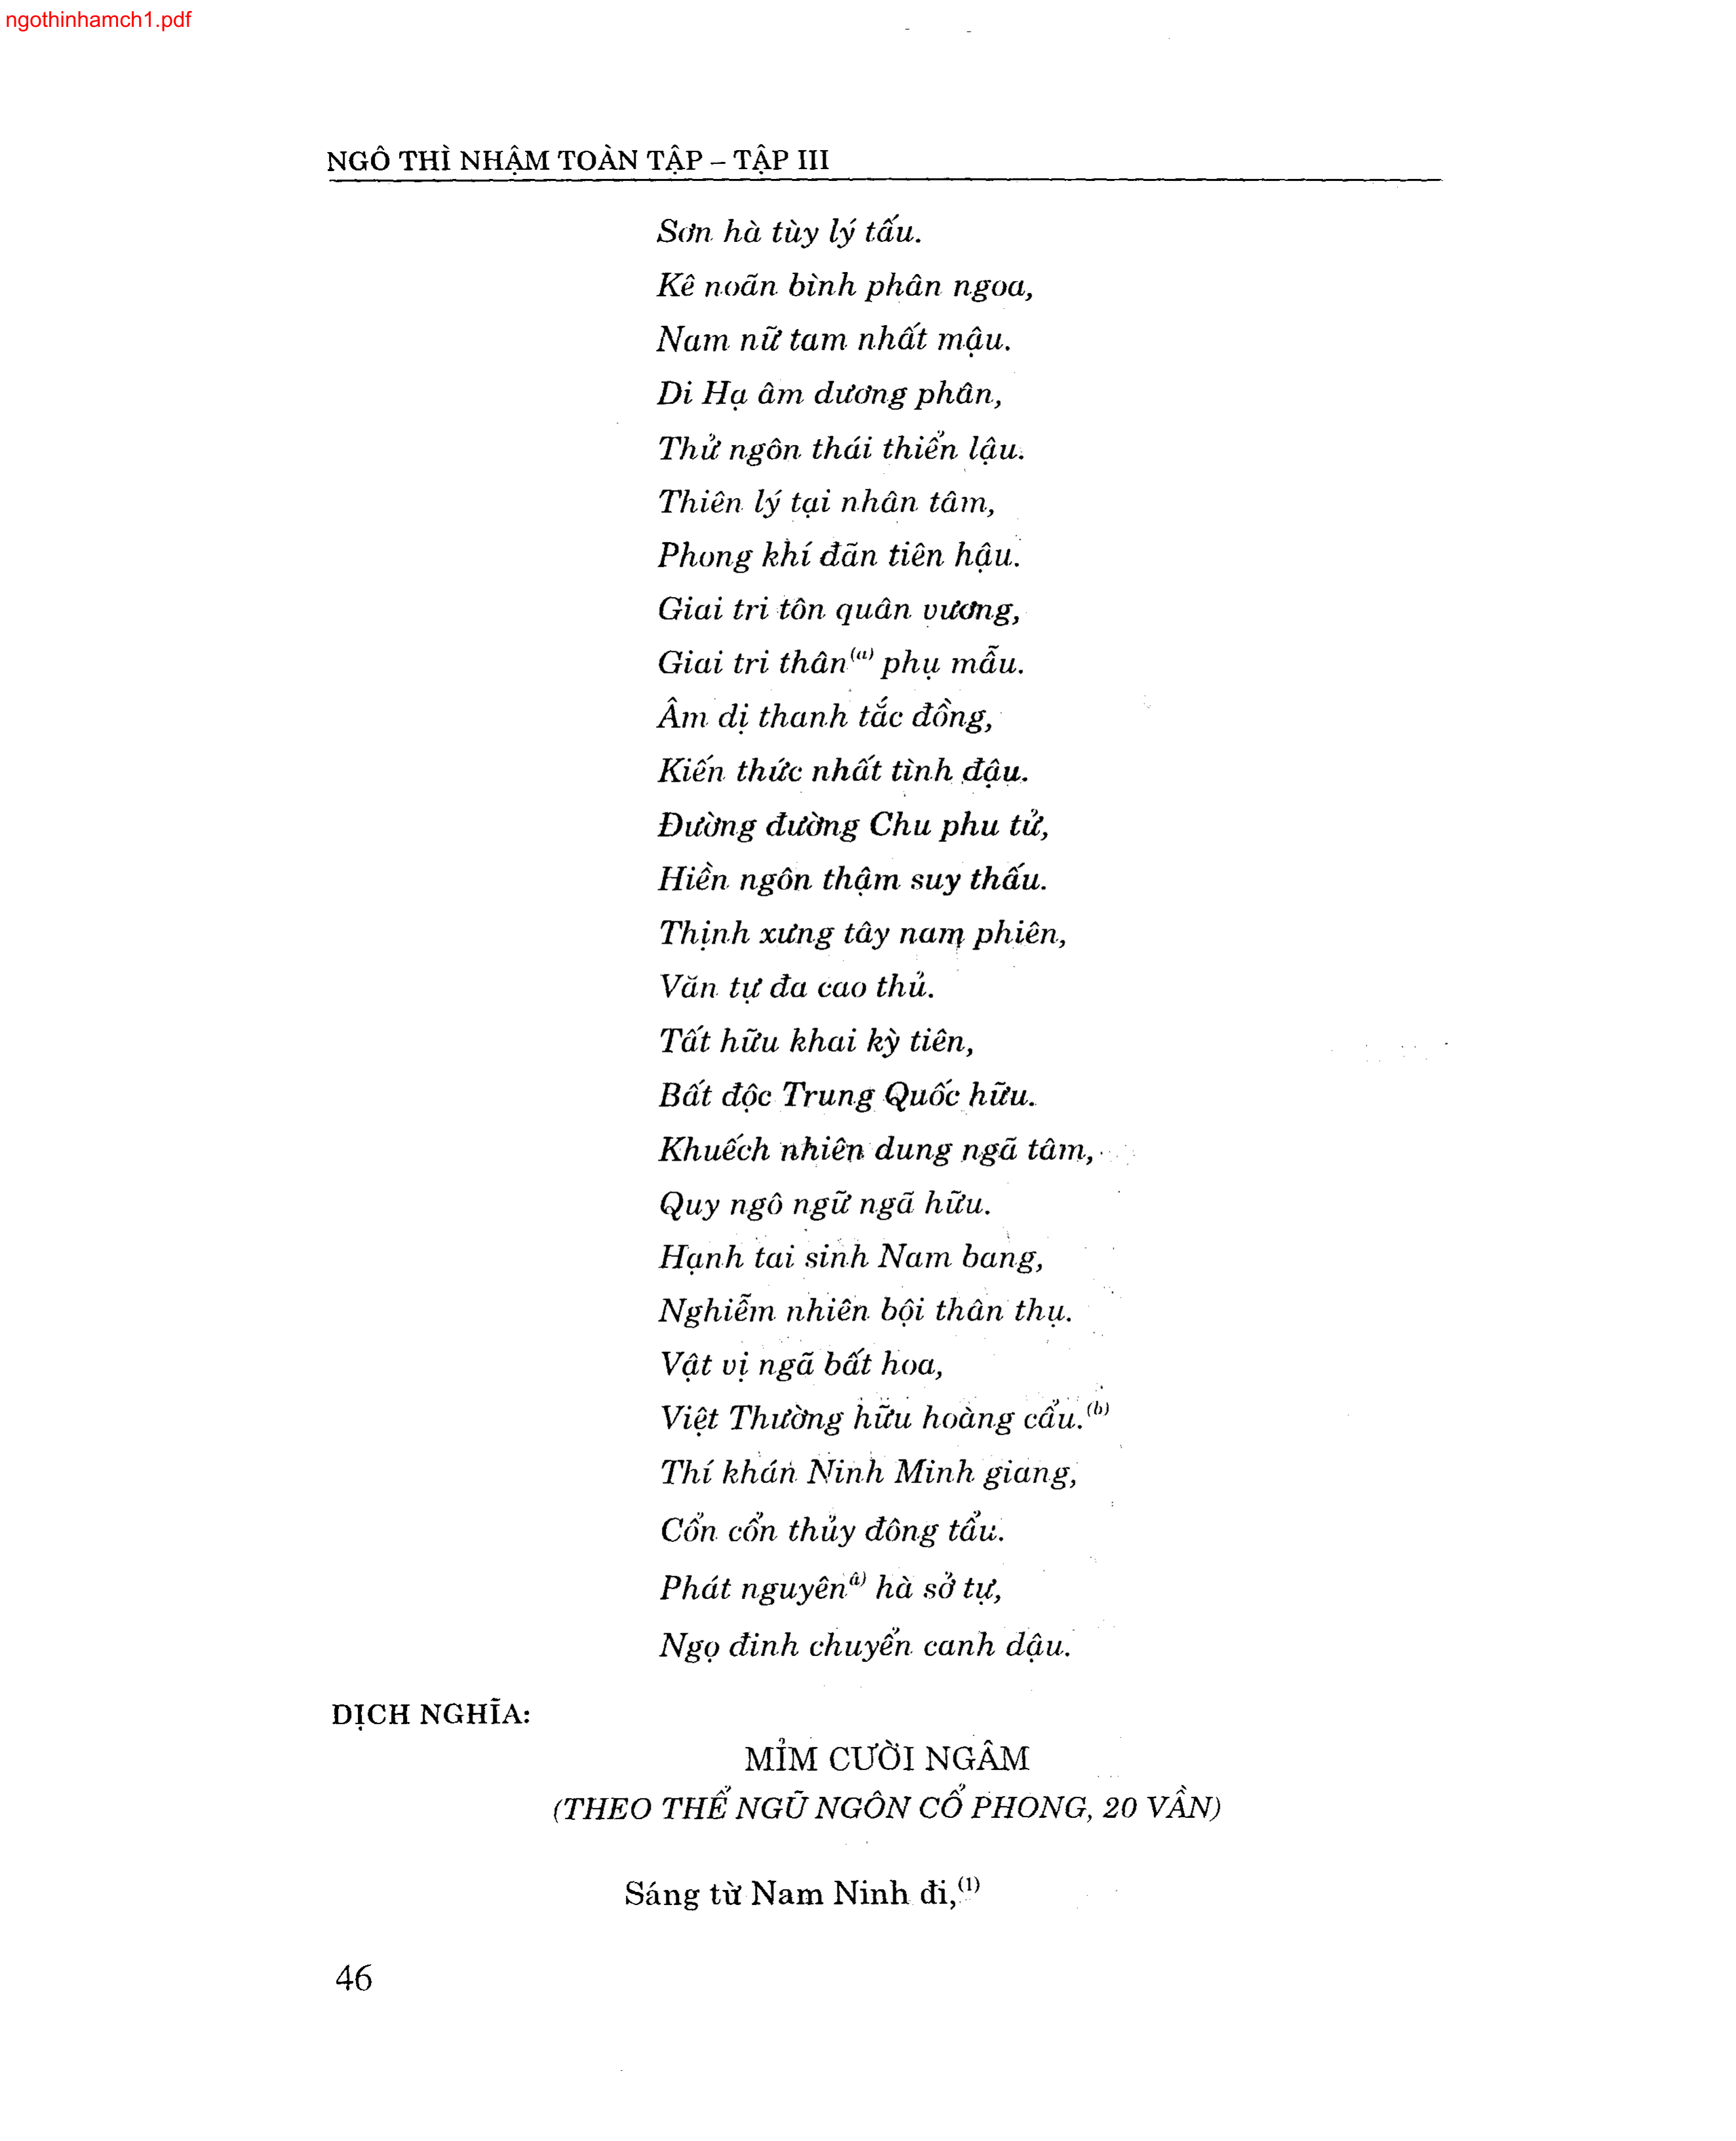 ngothinhamch1.pdf
NGÔ THÌ NHẬM TOÀN TẬP – TẬP III
Sơn hà tùy lý tấu.
Kê noãn bình phân ngoa,
Nam nữ tam nhất mậu.
Di Hạ âm dương phân,
Thử ngôn thái thiển lậu.
Thiên lý tại nhân tâm,
Phong khí đãn tiên hậu.
Giai tri tôn quân vương,
Giai tri thân(a) phụ mẫu.
Âm dị thanh tắc đồng,
Kiến thức nhất tình đậu.
Đường đường Chu phu tử,
Hiền ngôn thậm suy thấu.
Thịnh xưng tây nam phiên,
Văn tự đa cao thủ.
Tất hữu khai kỳ tiên,
Bất độc Trung Quốc hữu.
Khuếch nhiên dung ngã tâm,
Quy ngô ngữ ngã hữu.
Hạnh tai sinh Nam bang,
Nghiễm nhiên bội thân thụ.
Vật vị ngã bất hoa,
Việt Thường hữu hoàng cẩu.(b)
Thí khán Ninh Minh giang,
Cổn cổn thủy đông tẩu.
Phát nguyên(â) hà sở tự,
Ngọ đinh chuyển canh dậu.
DỊCH NGHĨA:
MỈM CƯỜI NGÂM
(THEO THỂ NGŨ NGÔN CỔ PHONG, 20 VẦN)
Sáng từ Nam Ninh đi,(1)
46